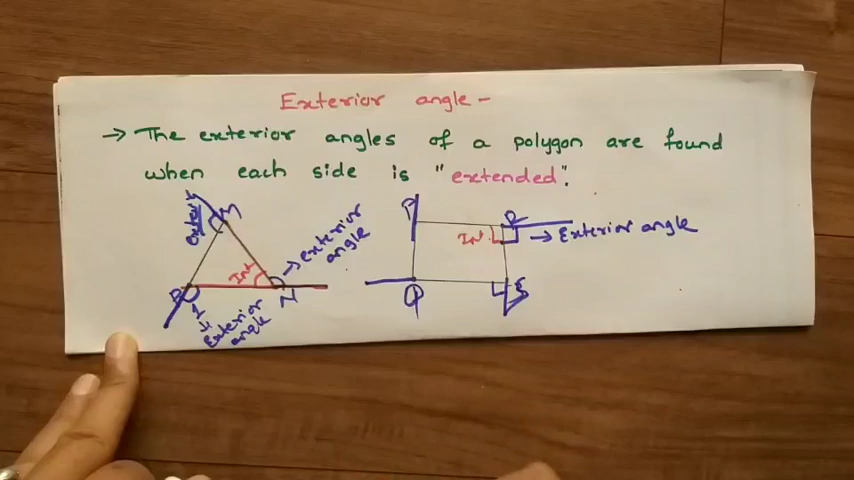 Exterior angle -
→ The exterior angles of a polygon are found
when each side is "extended".
M
Int
→ exterior
angle
N
1
Exterior
angle
P
Q
R
Int
→ Exterior angle